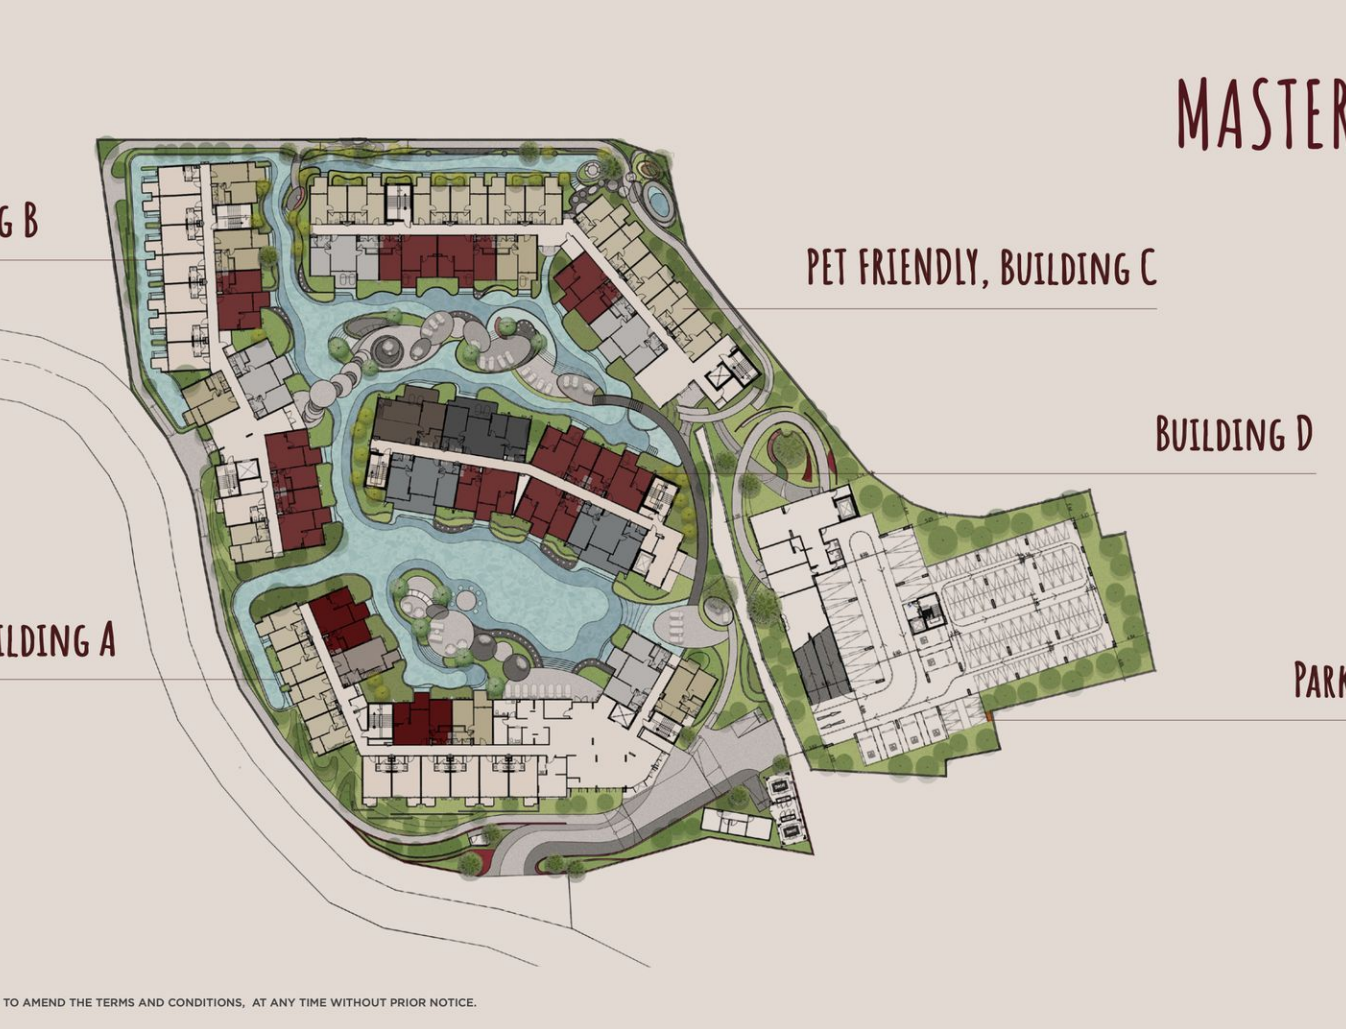 MASTER
G B
PET FRIENDLY, BUILDING C
BUILDING D
ILDING A
PARK
TO AMEND THE TERMS AND CONDITIONS, AT ANY TIME WITHOUT PRIOR NOTICE.